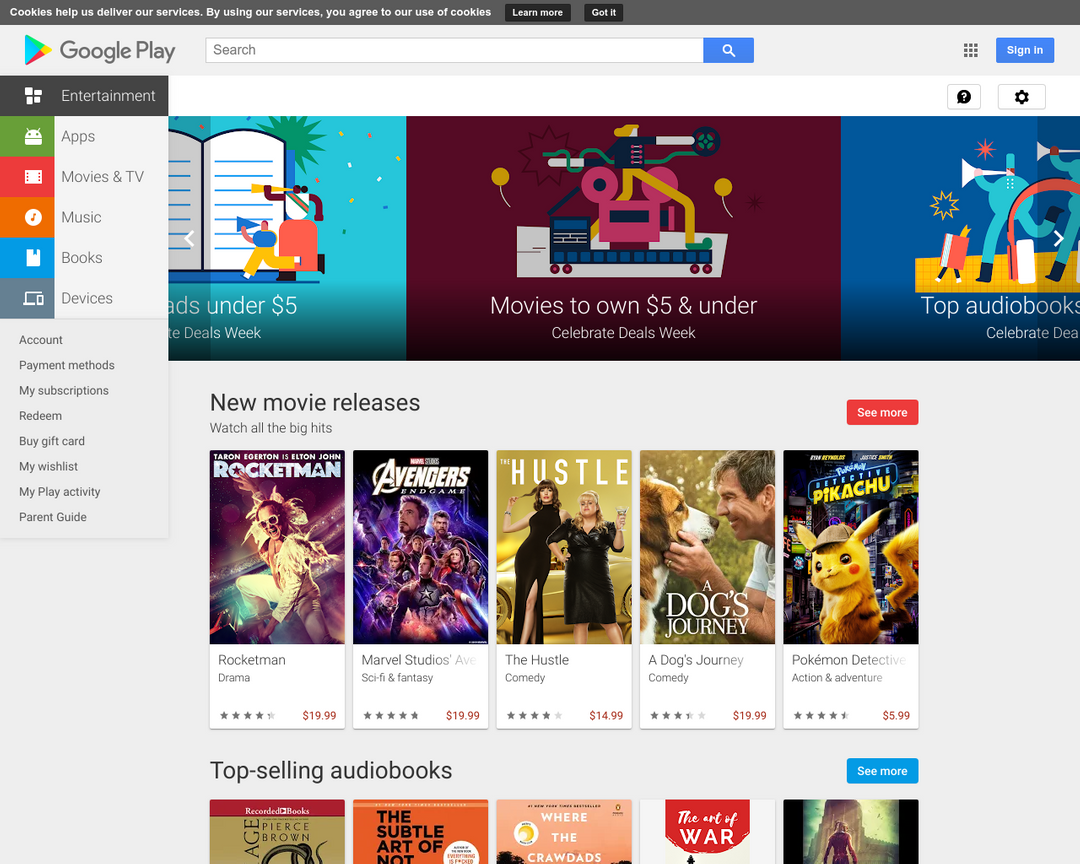 Cookies help us deliver our services. By using our services, you agree to our use of cookies Learn more Got it
Google Play Search Sign in
Entertainment
Apps
Movies & TV
Music
Books
Devices
Account
Payment methods
My subscriptions
Redeem
Buy gift card
My wishlist
My Play activity
Parent Guide
ads under $5
te Deals Week
Movies to own $5 & under
Celebrate Deals Week
Top audiobooks
Celebrate Dea
New movie releases
Watch all the big hits
See more
TARON EGERTON IS ELTON JOHN
ROCKETMAN
Rocketman
Drama
$19.99
MARVEL STUDIOS
AVENGERS
ENDGAME
Marvel Studios' Ave
Sci-fi & fantasy
$19.99
THE HUSTLE
The Hustle
Comedy
$14.99
A
DOG'S
JOURNEY
A Dog's Journey
Comedy
$19.99
RYAN REYNOLDS JUSTICE SMITH
POKÉMON
DETECTIVE
PIKACHU
Pokémon Detective
Action & adventure
$5.99
Top-selling audiobooks
See more
Recorded Books
PIERCE
BROWN
AGE
THE
SUBTLE
ART OF
NOT
#1 NEW YORK TIMES BESTSELLER
WHERE
THE
CRAWDADS
The art of
WAR